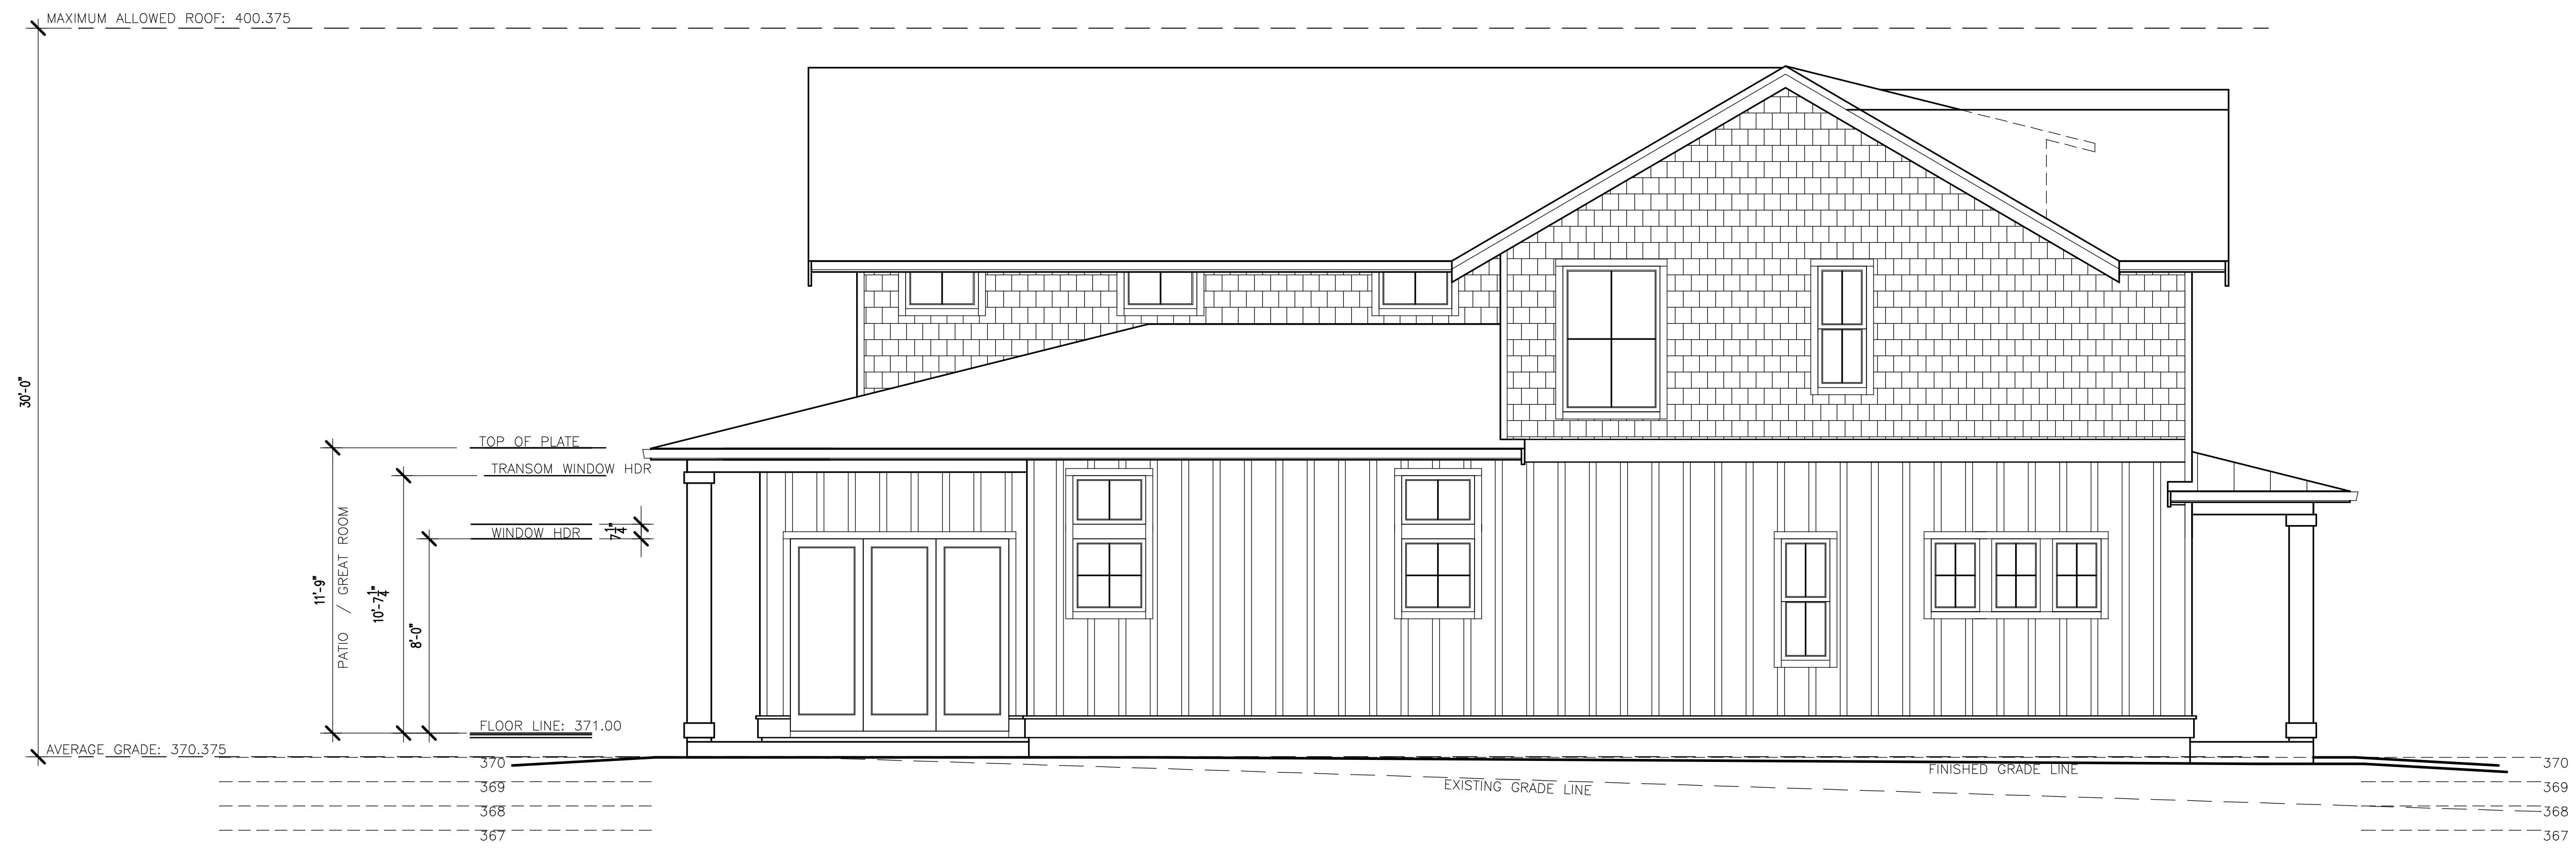 MAXIMUM ALLOWED ROOF: 400.375
30'-0"
TOP OF PLATE
TRANSOM WINDOW HDR
WINDOW HDR
7 1/4"
11'-9"
PATIO / GREAT ROOM
10'-7 1/4"
8'-0"
FLOOR LINE: 371.00
AVERAGE GRADE: 370.375
370
369
368
367
EXISTING GRADE LINE
FINISHED GRADE LINE
370
369
368
367